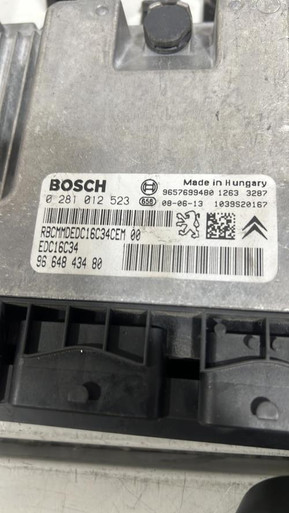 BOSCH
Made in Hungary
9657699480 1263 3287
0 281 012 523
656 08-06-13 1039S20167
RBCMMDEDC16C34CEM 00
EDC16C34
96 648 434 80